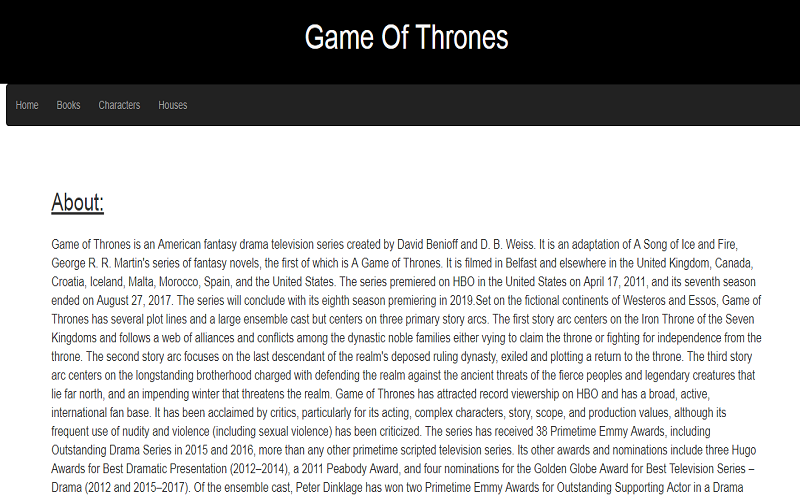 Game Of Thrones
Home Books Characters Houses
About:
Game of Thrones is an American fantasy drama television series created by David Benioff and D. B. Weiss. It is an adaptation of A Song of Ice and Fire,
George R. R. Martin's series of fantasy novels, the first of which is A Game of Thrones. It is filmed in Belfast and elsewhere in the United Kingdom, Canada,
Croatia, Iceland, Malta, Morocco, Spain, and the United States. The series premiered on HBO in the United States on April 17, 2011, and its seventh season
ended on August 27, 2017. The series will conclude with its eighth season premiering in 2019.Set on the fictional continents of Westeros and Essos, Game of
Thrones has several plot lines and a large ensemble cast but centers on three primary story arcs. The first story arc centers on the Iron Throne of the Seven
Kingdoms and follows a web of alliances and conflicts among the dynastic noble families either vying to claim the throne or fighting for independence from the
throne. The second story arc focuses on the last descendant of the realm's deposed ruling dynasty, exiled and plotting a return to the throne. The third story
arc centers on the longstanding brotherhood charged with defending the realm against the ancient threats of the fierce peoples and legendary creatures that
lie far north, and an impending winter that threatens the realm. Game of Thrones has attracted record viewership on HBO and has a broad, active,
international fan base. It has been acclaimed by critics, particularly for its acting, complex characters, story, scope, and production values, although its
frequent use of nudity and violence (including sexual violence) has been criticized. The series has received 38 Primetime Emmy Awards, including
Outstanding Drama Series in 2015 and 2016, more than any other primetime scripted television series. Its other awards and nominations include three Hugo
Awards for Best Dramatic Presentation (2012–2014), a 2011 Peabody Award, and four nominations for the Golden Globe Award for Best Television Series –
Drama (2012 and 2015–2017). Of the ensemble cast, Peter Dinklage has won two Primetime Emmy Awards for Outstanding Supporting Actor in a Drama